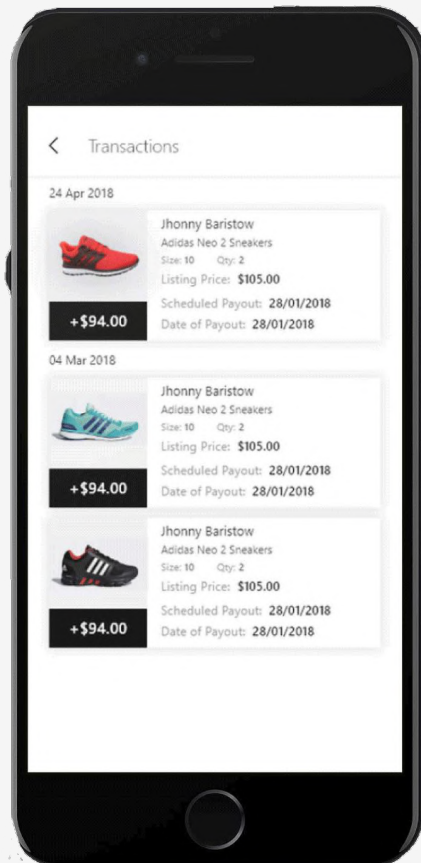 Transactions
24 Apr 2018
Jhonny Baristow
Adidas Neo 2 Sneakers
Size: 10 Qty: 2
Listing Price: $105.00
Scheduled Payout: 28/01/2018
+$94.00 Date of Payout: 28/01/2018
04 Mar 2018
Jhonny Baristow
Adidas Neo 2 Sneakers
Size: 10 Qty: 2
Listing Price: $105.00
Scheduled Payout: 28/01/2018
+$94.00 Date of Payout: 28/01/2018
Jhonny Baristow
Adidas Neo 2 Sneakers
Size: 10 Qty: 2
Listing Price: $105.00
Scheduled Payout: 28/01/2018
+$94.00 Date of Payout: 28/01/2018